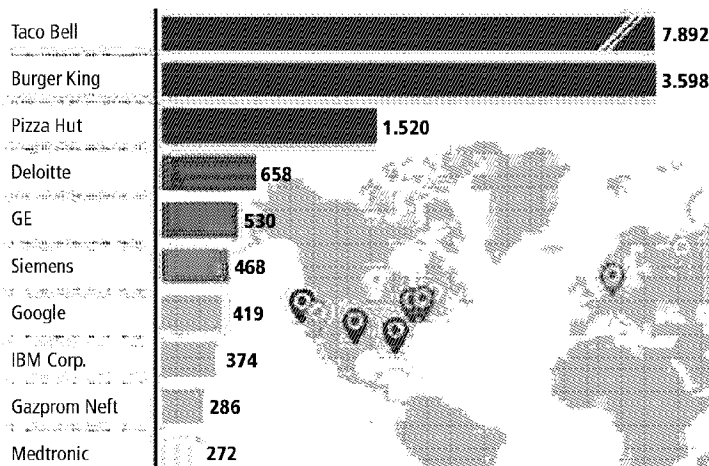 Taco Bell 7.892
Burger King 3.598
Pizza Hut 1.520
Deloitte 658
GE 530
Siemens 468
Google 419
IBM Corp. 374
Gazprom Neft 286
Medtronic 272